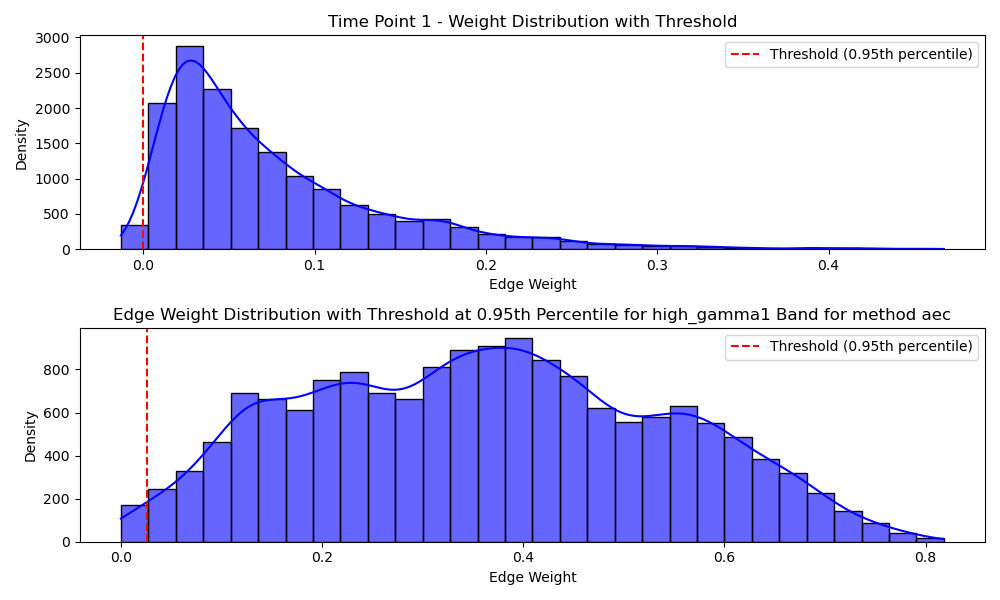 Time Point 1 - Weight Distribution with Threshold
3000
2500
2000
1500
1000
500
0
Density
Threshold (0.95th percentile)
0.0 0.1 0.2 0.3 0.4
Edge Weight
Edge Weight Distribution with Threshold at 0.95th Percentile for high_gamma1 Band for method aec
800
600
400
200
0
Density
Threshold (0.95th percentile)
0.0 0.2 0.4 0.6 0.8
Edge Weight